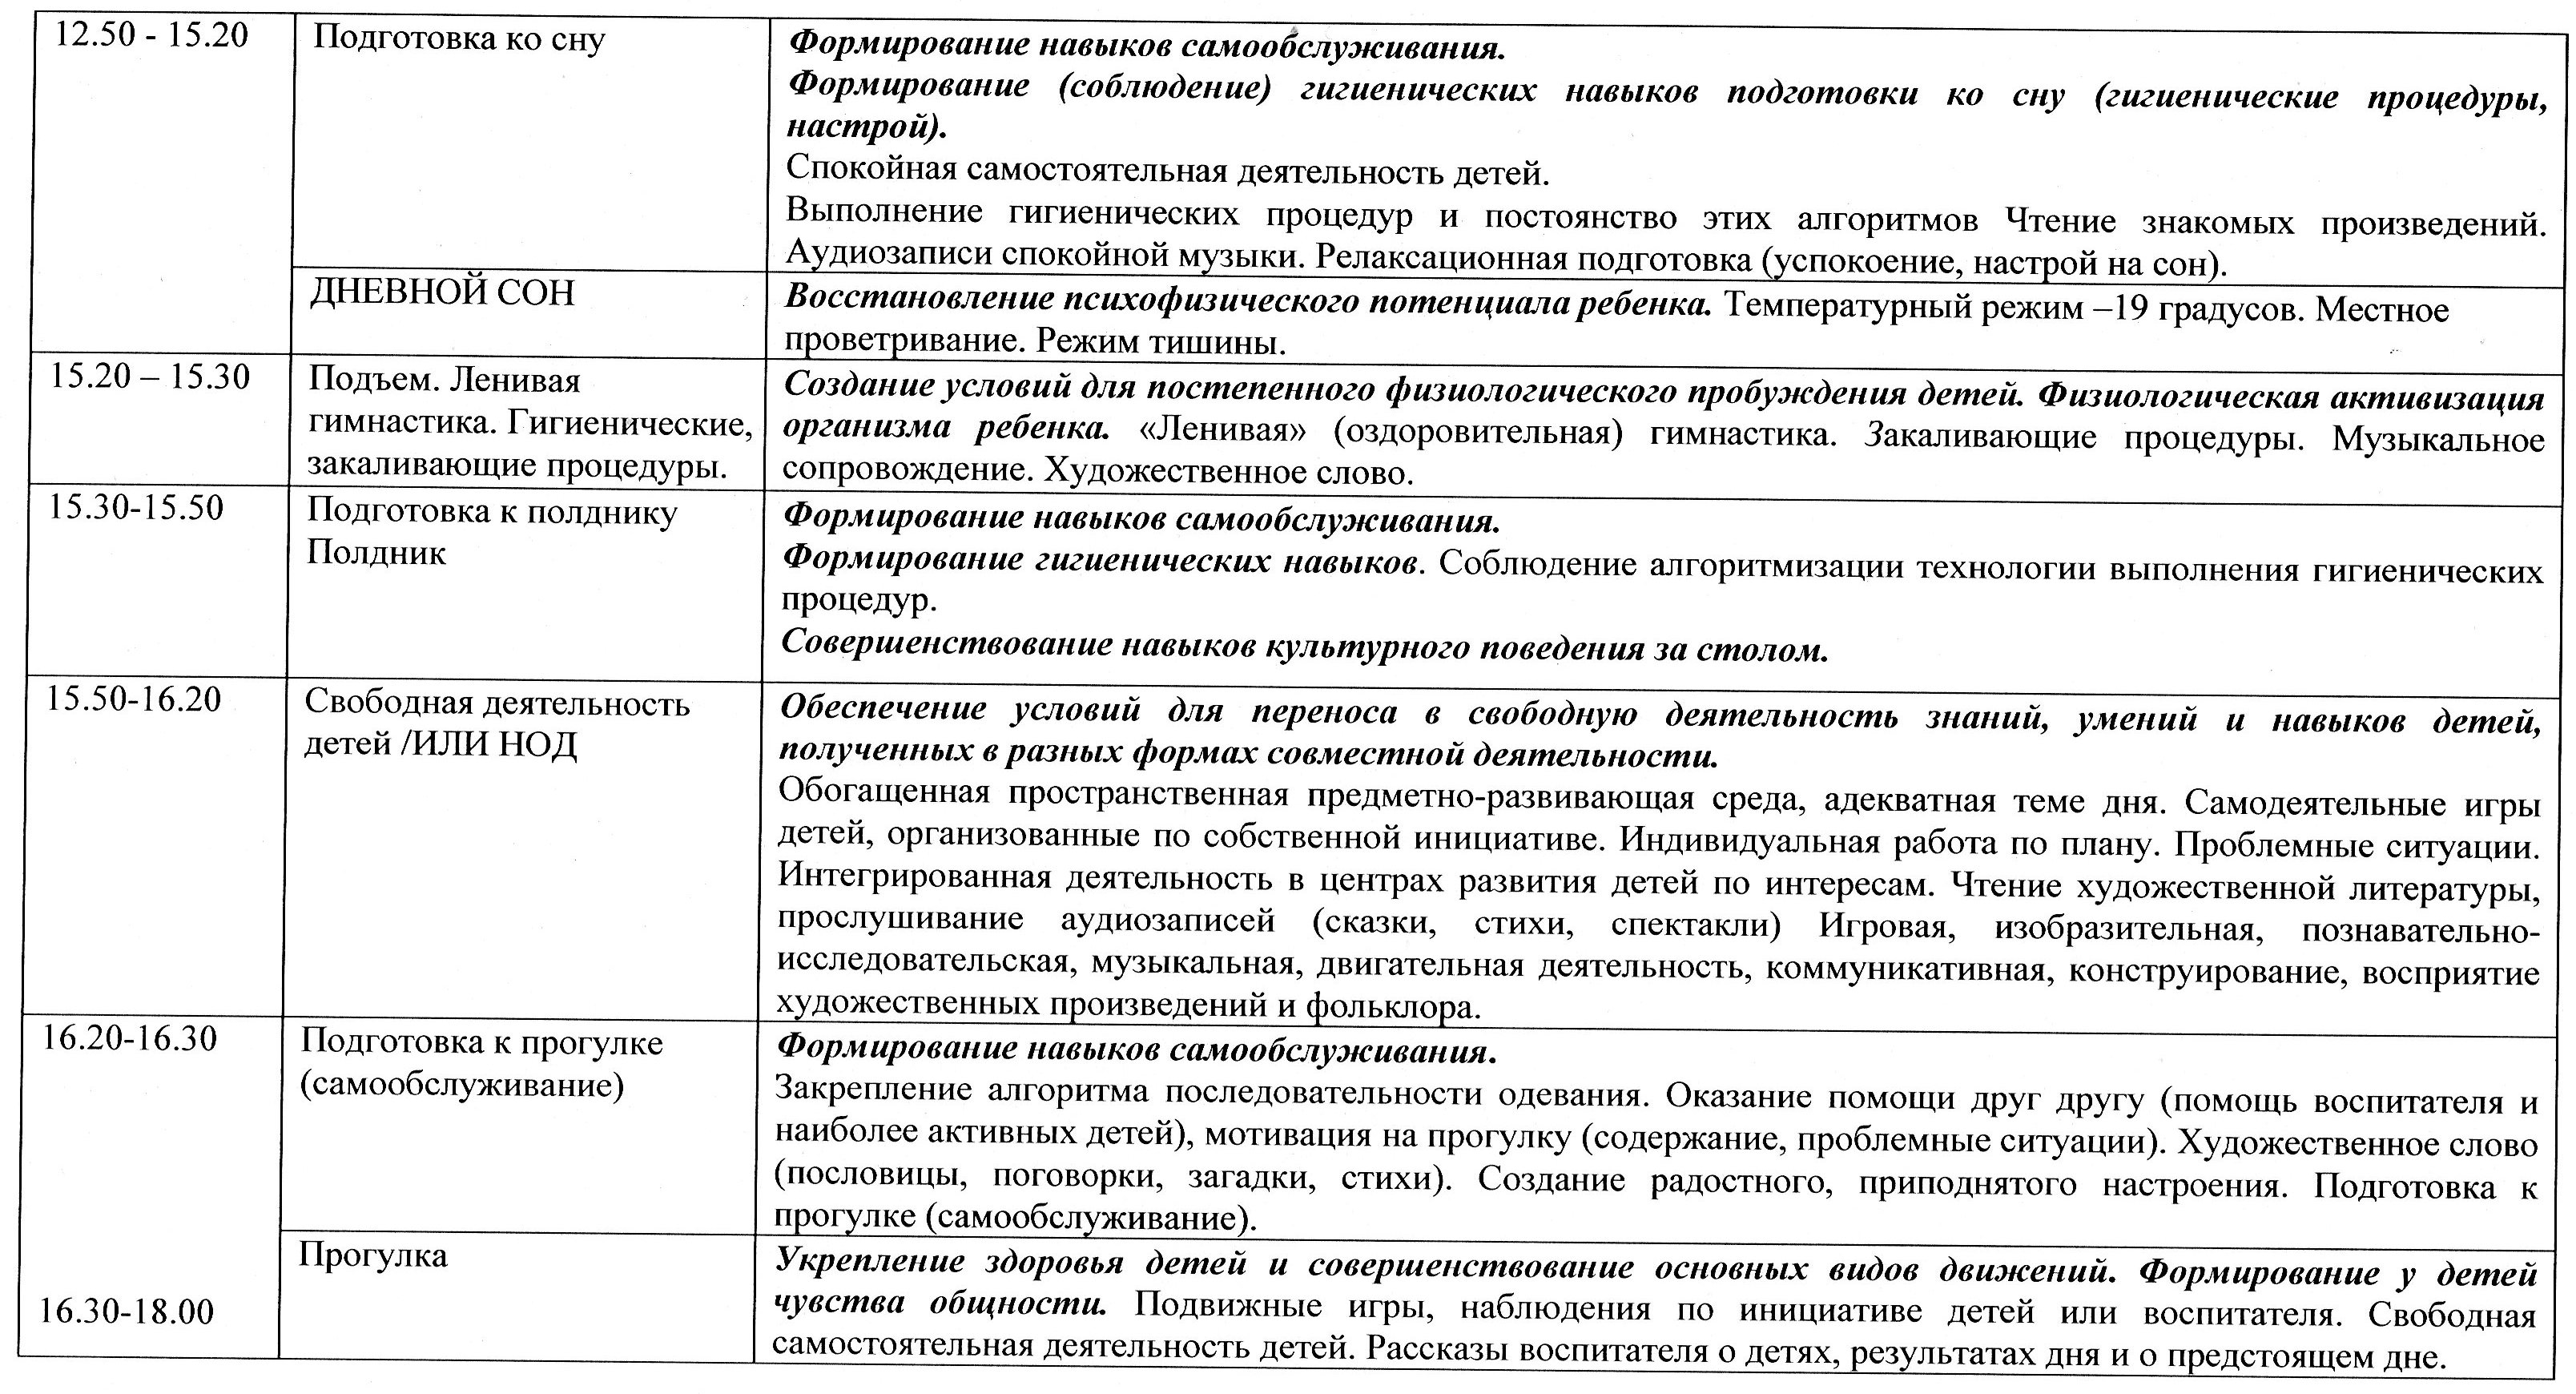 12.50 - 15.20
Подготовка ко сну
Формирование навыков самообслуживания.
Формирование (соблюдение) гигиенических навыков подготовки ко сну (гигиенические процедуры,
настрой).
Спокойная самостоятельная деятельность детей.
Выполнение гигиенических процедур и постоянство этих алгоритмов Чтение знакомых произведений.
Аудиозаписи спокойной музыки. Релаксационная подготовка (успокоение, настрой на сон).
ДНЕВНОЙ СОН
Восстановление психофизического потенциала ребенка. Температурный режим –19 градусов. Местное
проветривание. Режим тишины.
15.20 – 15.30
Подъем. Ленивая
гимнастика. Гигиенические,
закаливающие процедуры.
Создание условий для постепенного физиологического пробуждения детей. Физиологическая активизация
организма ребенка. «Ленивая» (оздоровительная) гимнастика. Закаливающие процедуры. Музыкальное
сопровождение. Художественное слово.
15.30-15.50
Подготовка к полднику
Полдник
Формирование навыков самообслуживания.
Формирование гигиенических навыков. Соблюдение алгоритмизации технологии выполнения гигиенических
процедур.
Совершенствование навыков культурного поведения за столом.
15.50-16.20
Свободная деятельность
детей /ИЛИ НОД
Обеспечение условий для переноса в свободную деятельность знаний, умений и навыков детей,
полученных в разных формах совместной деятельности.
Обогащенная пространственная предметно-развивающая среда, адекватная теме дня. Самодеятельные игры
детей, организованные по собственной инициативе. Индивидуальная работа по плану. Проблемные ситуации.
Интегрированная деятельность в центрах развития детей по интересам. Чтение художественной литературы,
прослушивание аудиозаписей (сказки, стихи, спектакли) Игровая, изобразительная, познавательно-
исследовательская, музыкальная, двигательная деятельность, коммуникативная, конструирование, восприятие
художественных произведений и фольклора.
16.20-16.30
Подготовка к прогулке
(самообслуживание)
Формирование навыков самообслуживания.
Закрепление алгоритма последовательности одевания. Оказание помощи друг другу (помощь воспитателя и
наиболее активных детей), мотивация на прогулку (содержание, проблемные ситуации). Художественное слово
(пословицы, поговорки, загадки, стихи). Создание радостного, приподнятого настроения. Подготовка к
прогулке (самообслуживание).
16.30-18.00
Прогулка
Укрепление здоровья детей и совершенствование основных видов движений. Формирование у детей
чувства общности. Подвижные игры, наблюдения по инициативе детей или воспитателя. Свободная
самостоятельная деятельность детей. Рассказы воспитателя о детях, результатах дня и о предстоящем дне.